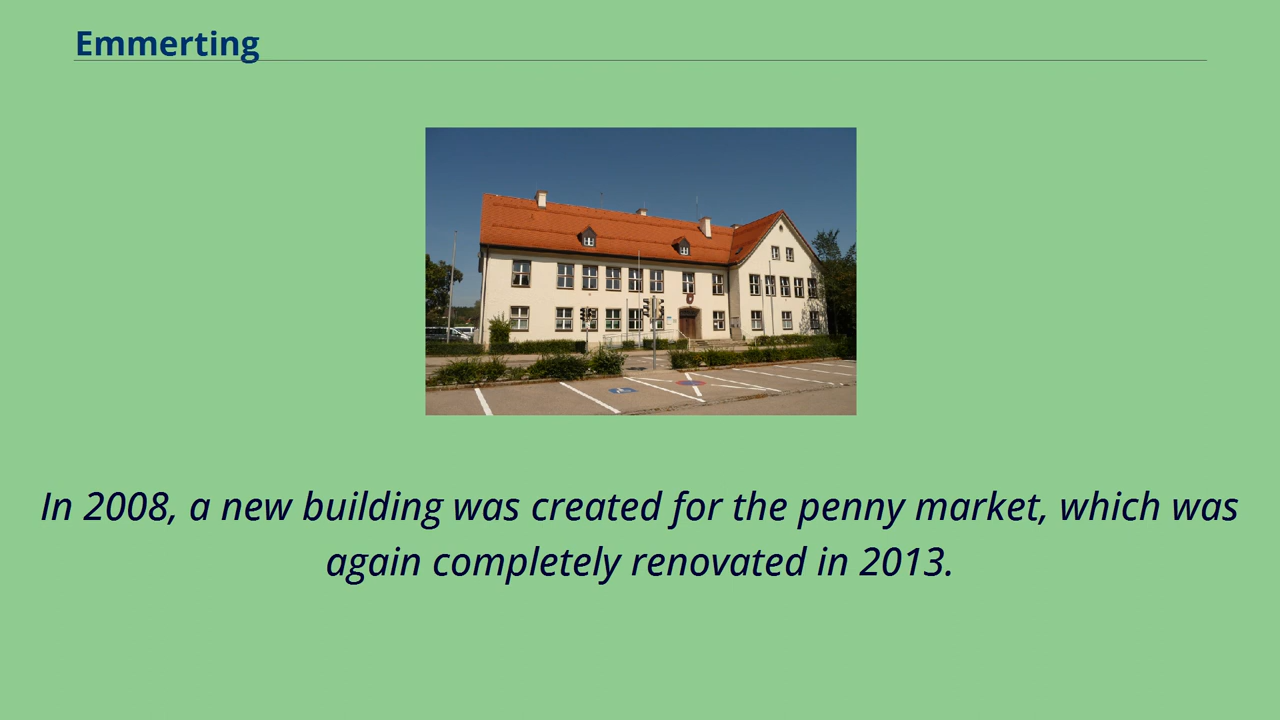 Emmerting
In 2008, a new building was created for the penny market, which was
again completely renovated in 2013.